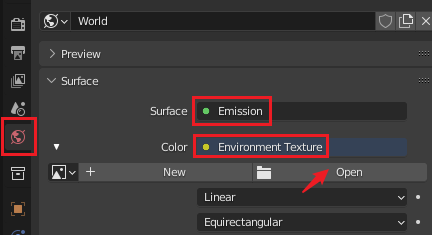 World
Preview
Surface
Surface Emission
Color Environment Texture
New Open
Linear
Equirectangular